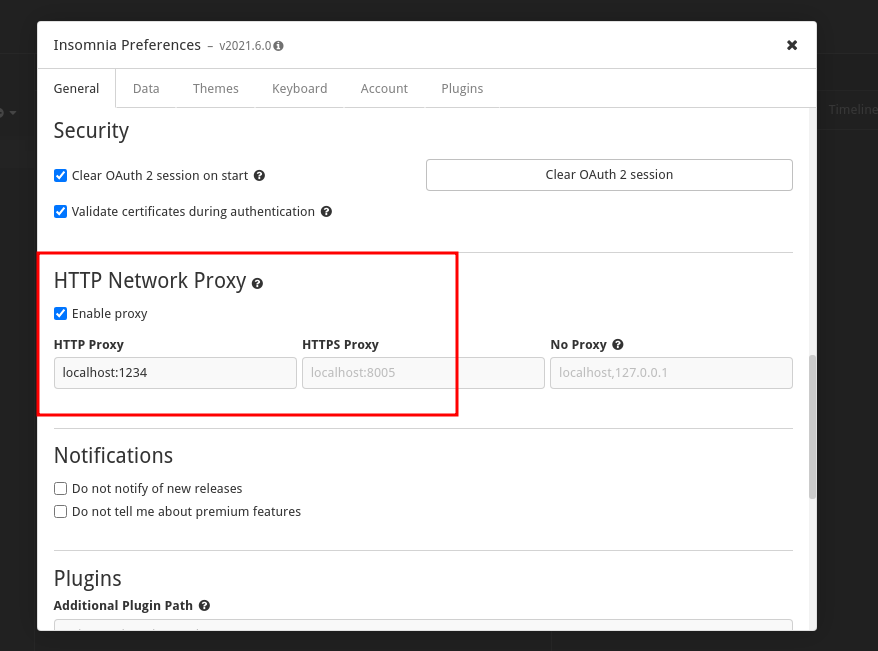 Insomnia Preferences – v2021.6.0
General Data Themes Keyboard Account Plugins
Timeline
Security
Clear OAuth 2 session on start
Clear OAuth 2 session
Validate certificates during authentication
HTTP Network Proxy
Enable proxy
HTTP Proxy HTTPS Proxy No Proxy
localhost:1234 localhost:8005 localhost,127.0.0.1
Notifications
Do not notify of new releases
Do not tell me about premium features
Plugins
Additional Plugin Path